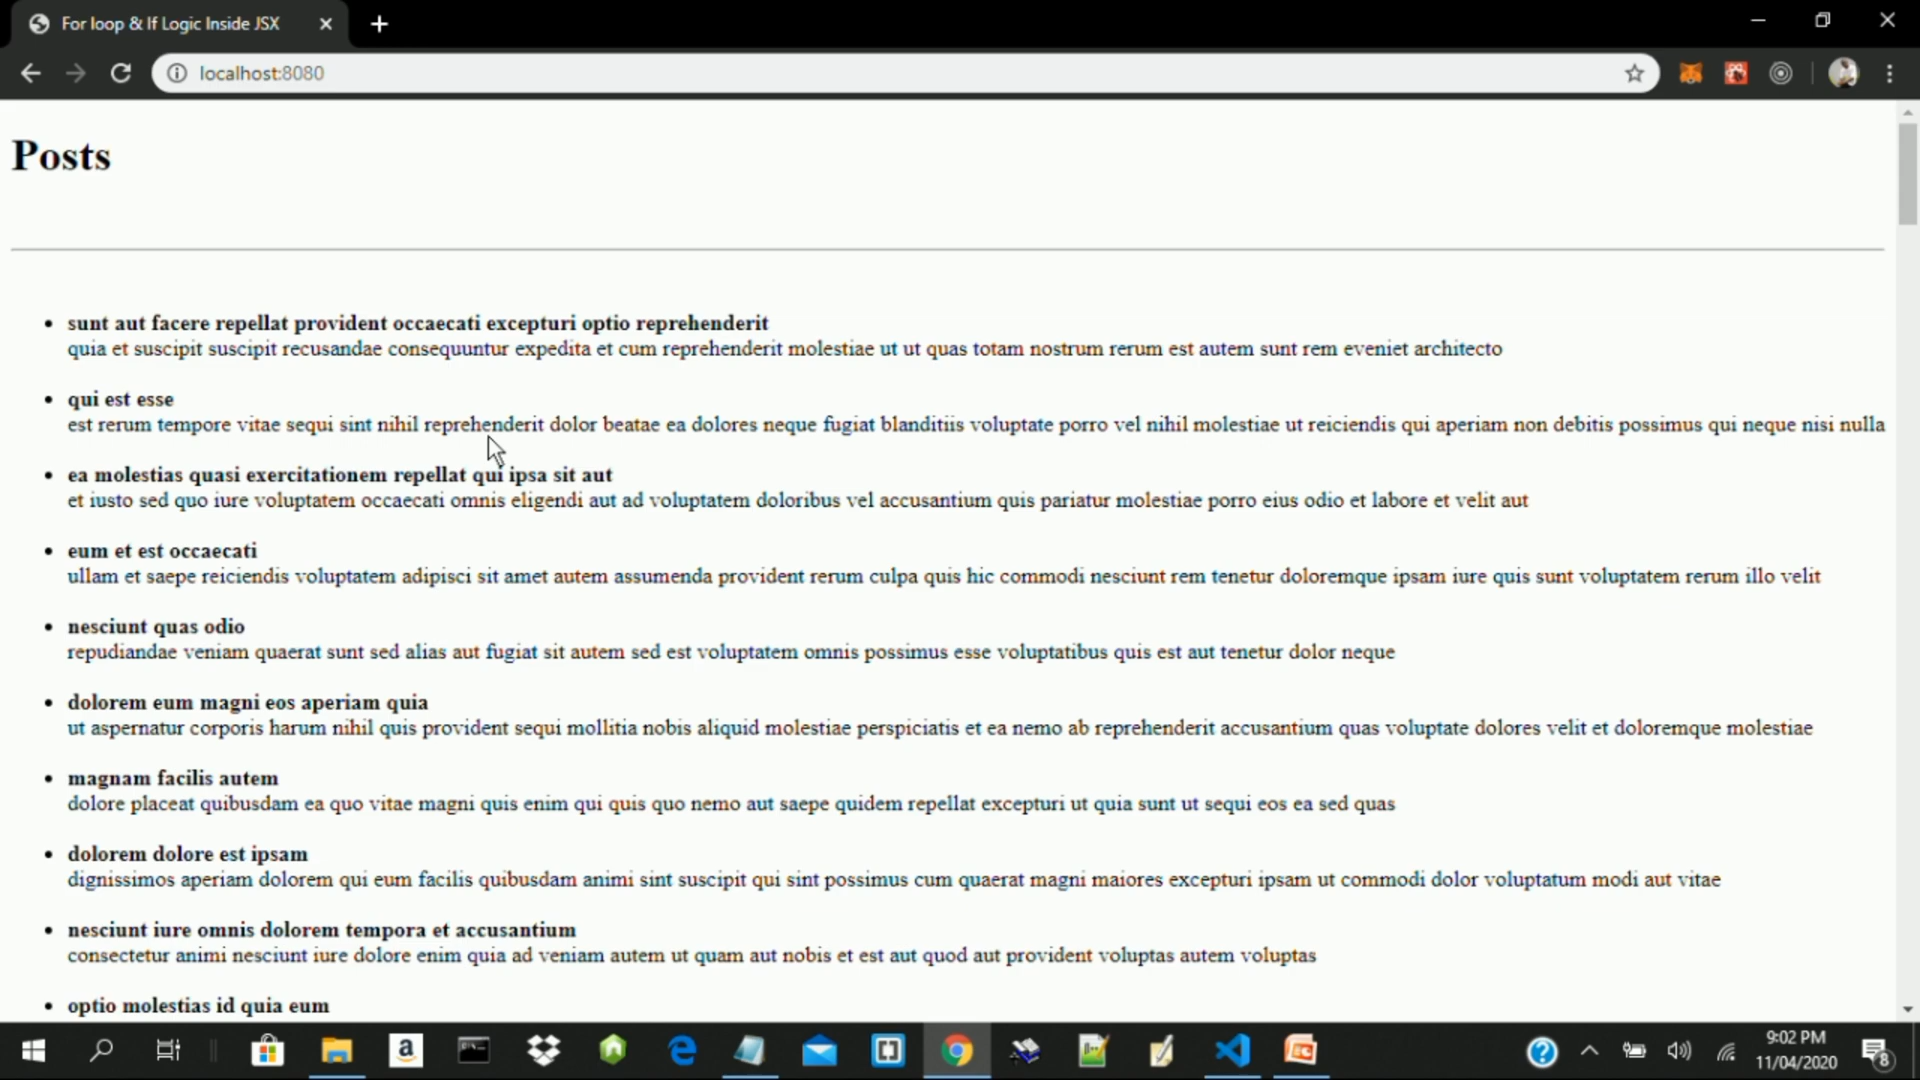 For loop & If Logic Inside JSX
localhost:8080
Posts
sunt aut facere repellat provident occaecati excepturi optio reprehenderit
quia et suscipit suscipit recusandae consequuntur expedita et cum reprehenderit molestiae ut ut quas totam nostrum rerum est autem sunt rem eveniet architecto
qui est esse
est rerum tempore vitae sequi sint nihil reprehenderit dolor beatae ea dolores neque fugiat blanditiis voluptate porro vel nihil molestiae ut reiciendis qui aperiam non debitis possimus qui neque nisi nulla
ea molestias quasi exercitationem repellat qui ipsa sit aut
et iusto sed quo iure voluptatem occaecati omnis eligendi aut ad voluptatem doloribus vel accusantium quis pariatur molestiae porro eius odio et labore et velit aut
eum et est occaecati
ullam et saepe reiciendis voluptatem adipisci sit amet autem assumenda provident rerum culpa quis hic commodi nesciunt rem tenetur doloremque ipsam iure quis sunt voluptatem rerum illo velit
nesciunt quas odio
repudiandae veniam quaerat sunt sed alias aut fugiat sit autem sed est voluptatem omnis possimus esse voluptatibus quis est aut tenetur dolor neque
dolorem eum magni eos aperiam quia
ut aspernatur corporis harum nihil quis provident sequi mollitia nobis aliquid molestiae perspiciatis et ea nemo ab reprehenderit accusantium quas voluptate dolores velit et doloremque molestiae
magnam facilis autem
dolore placeat quibusdam ea quo vitae magni quis enim qui quis quo nemo aut saepe quidem repellat excepturi ut quia sunt ut sequi eos ea sed quas
dolorem dolore est ipsam
dignissimos aperiam dolorem qui eum facilis quibusdam animi sint suscipit qui sint possimus cum quaerat magni maiores excepturi ipsam ut commodi dolor voluptatum modi aut vitae
nesciunt iure omnis dolorem tempora et accusantium
consectetur animi nesciunt iure dolore enim quia ad veniam autem ut quam aut nobis et est aut quod aut provident voluptas autem voluptas
optio molestias id quia eum
9:02 PM
11/04/2020
8